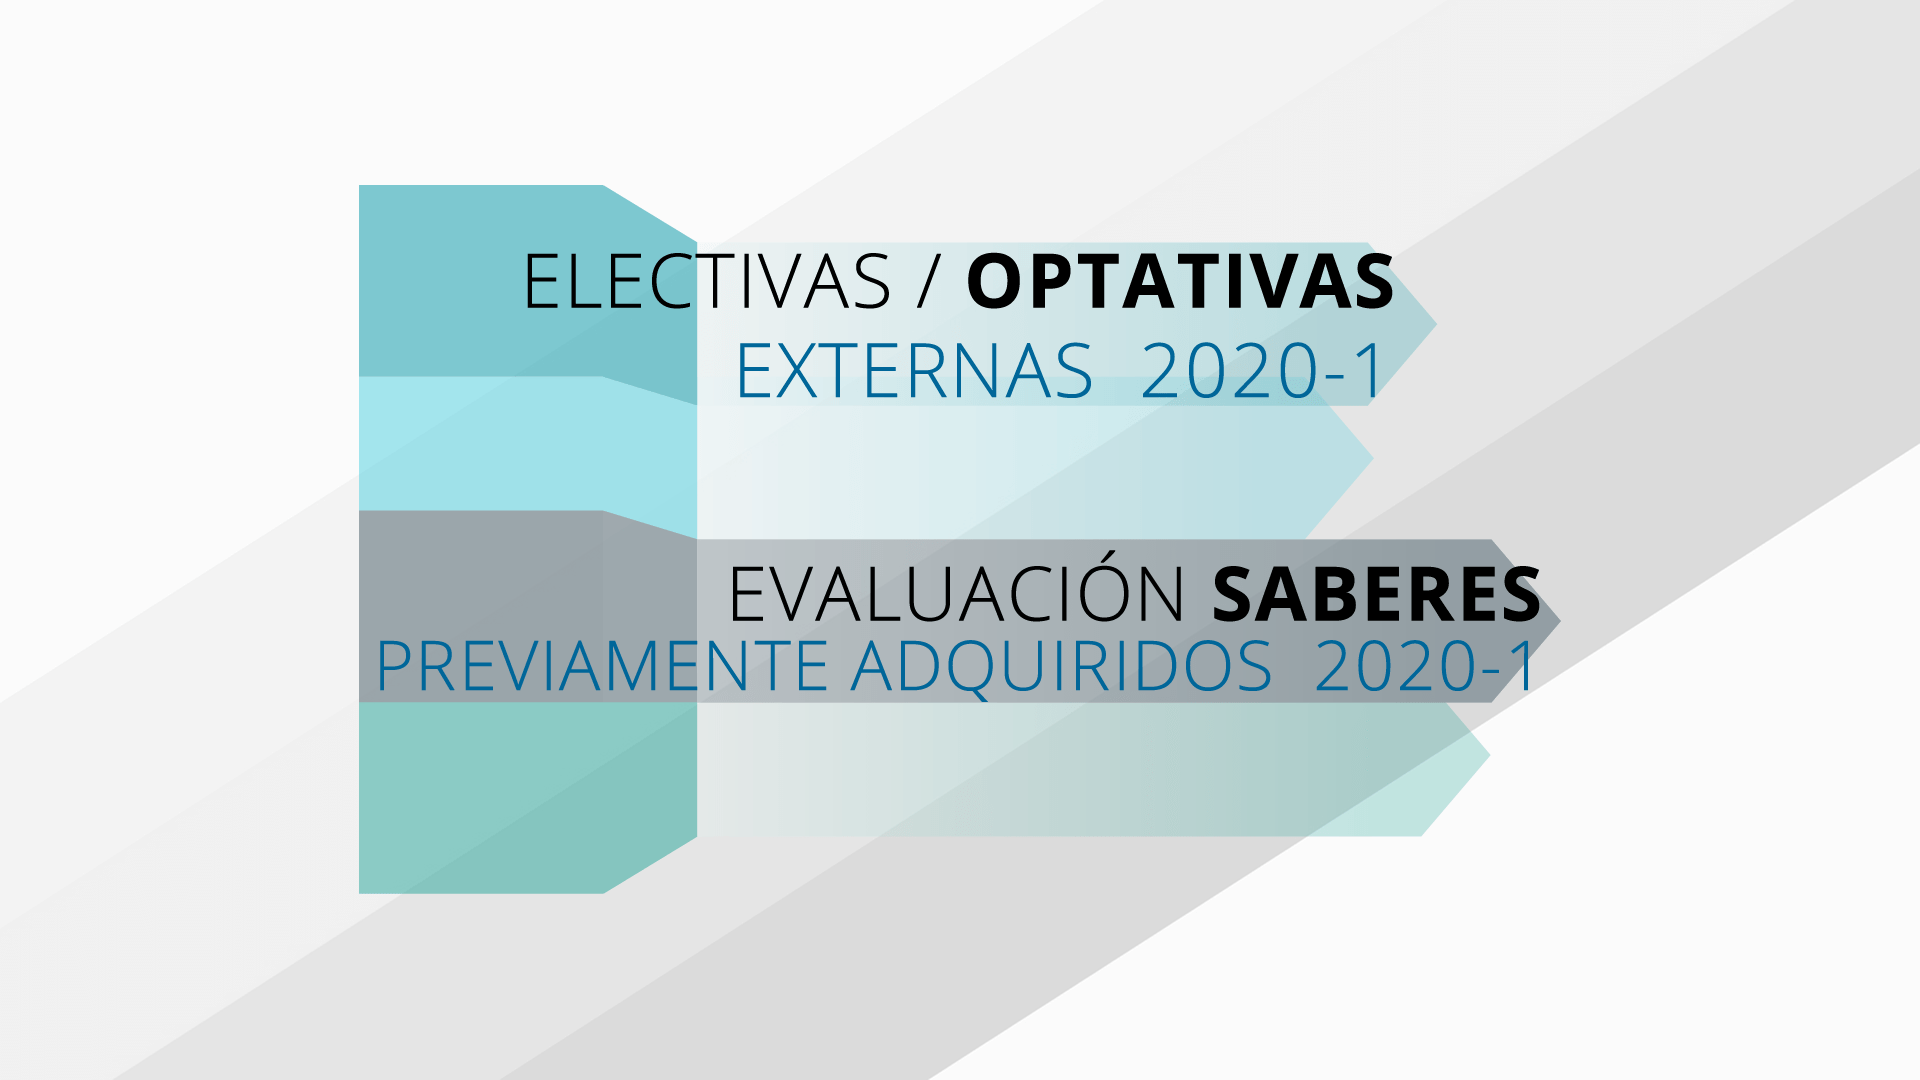 ELECTIVAS / OPTATIVAS
EXTERNAS 2020-1
EVALUACIÓN SABERES
PREVIAMENTE ADQUIRIDOS 2020-1